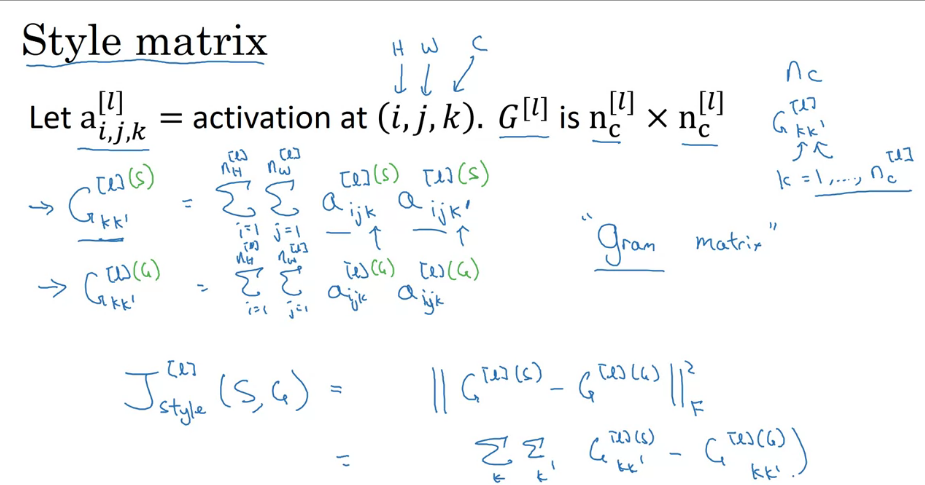 Style matrix
H W C
Let a^{[l]}_{i,j,k} = activation at (i, j, k). G^{[l]} is n_c^{[l]} × n_c^{[l]}
n_c
G^{[l]}_{kk'}
k = 1, ..., n_c^{[l]}
→ G^{[l](S)}_{kk'} = Σ_{i=1}^{n_H^{[l]}} Σ_{j=1}^{n_W^{[l]}} a^{[l](S)}_{ijk} a^{[l](S)}_{ijk'}
"Gram matrix"
→ G^{[l](G)}_{kk'} = Σ_{i=1}^{n_H^{[l]}} Σ_{j=1}^{n_W^{[l]}} a^{[l](G)}_{ijk} a^{[l](G)}_{ijk}
J^{[l]}_{style}(S, G) = || G^{[l](S)} - G^{[l](G)} ||^2_F
= Σ_k Σ_{k'} G^{[l](S)}_{kk'} - G^{[l](G)}_{kk'})